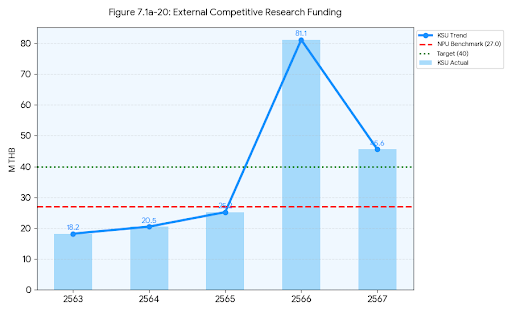 Figure 7.1a-20: External Competitive Research Funding
KSU Trend
NPU Benchmark (27.0)
Target (40)
KSU Actual
M THB
80
70
60
50
40
30
20
10
0
18.2
20.5
81.1
2563
2564
2565
2566
2567